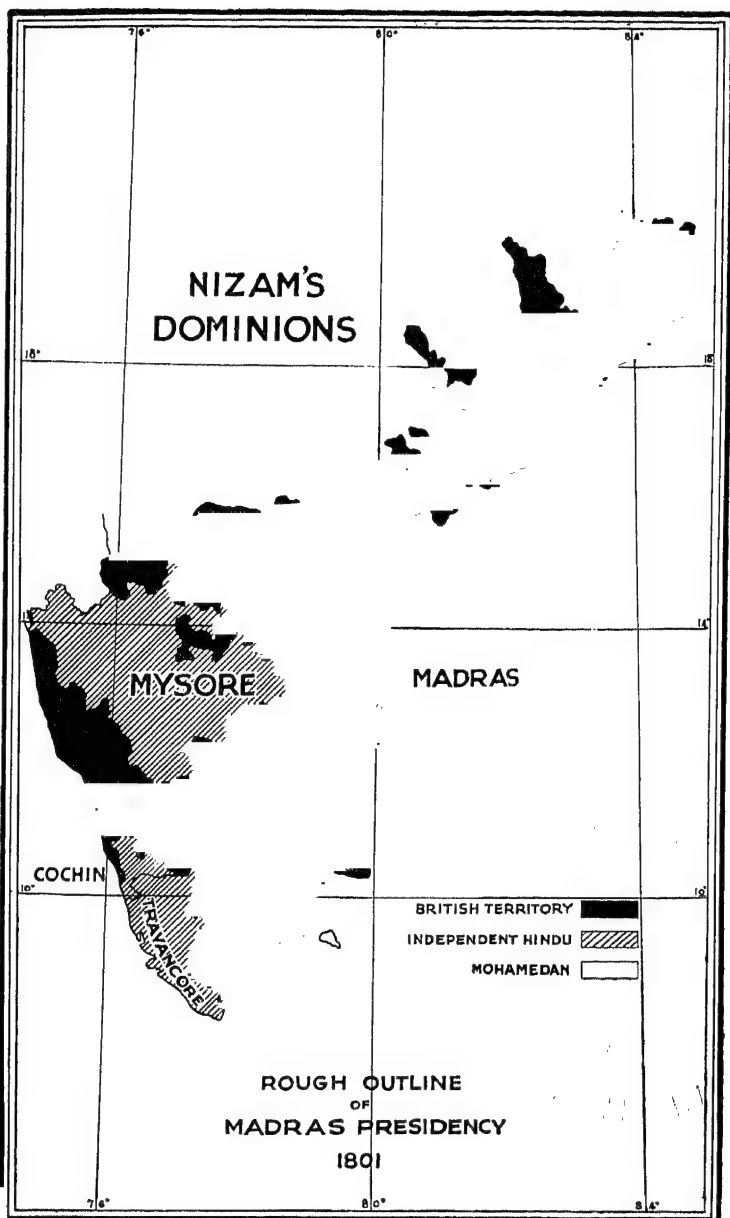 76° 80° 84°
NIZAM'S
DOMINIONS
18° 18
14°
MYSORE MADRAS
COCHIN
10° 10°
TRAVANCORE
BRITISH TERRITORY
INDEPENDENT HINDU
MOHAMEDAN
ROUGH OUTLINE
OF
MADRAS PRESIDENCY
1801
76° 80° 84°